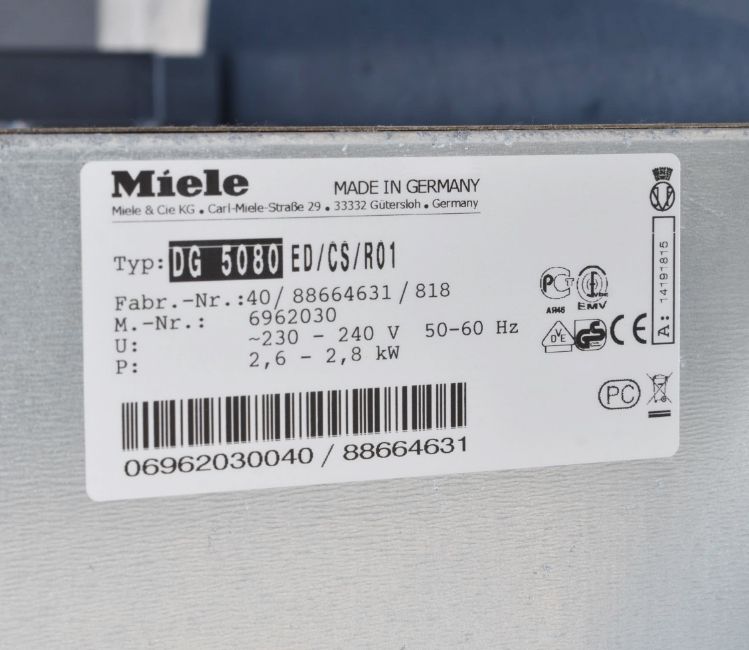 Miele
MADE IN GERMANY
Miele & Cie KG . Carl-Miele-Straße 29 . 33332 Gütersloh . Germany
Typ: DG 5080 ED/CS/R01
Fabr.-Nr.:40/88664631/818
M.-Nr.: 6962030
U: ~230 - 240 V 50-60 Hz
P: 2,6 - 2,8 kW
06962030040 / 88664631
EMV
CE
PC
A: 14191815